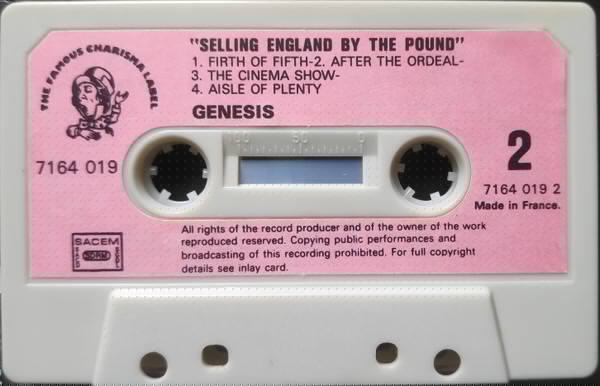 "SELLING ENGLAND BY THE POUND"
1. FIRTH OF FIFTH-2. AFTER THE ORDEAL-
3. THE CINEMA SHOW-
4. AISLE OF PLENTY
GENESIS
THE FAMOUS CHARISMA LABEL
7164 019
100 50 0
2
7164 019 2
Made in France.
SACEM
SACD SDRM SGDL
All rights of the record producer and of the owner of the work
reproduced reserved. Copying public performances and
broadcasting of this recording prohibited. For full copyright
details see inlay card.